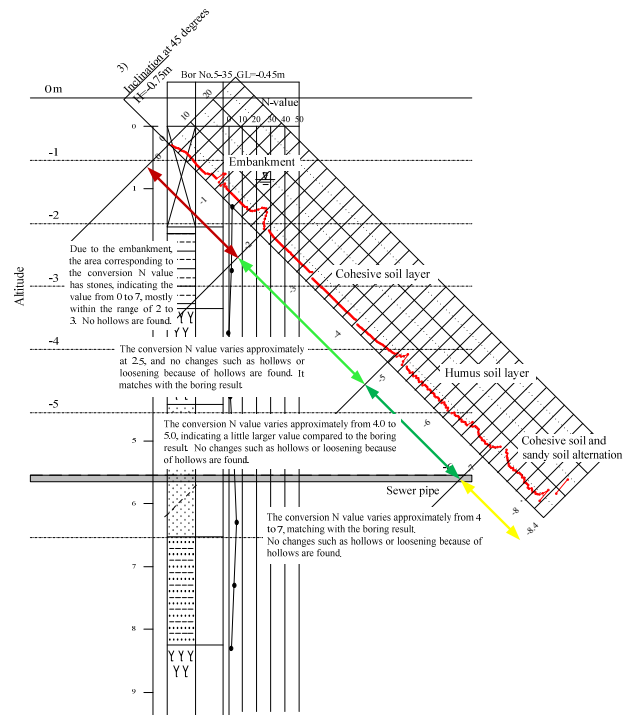 3)
Inclination at 45 degrees
H=-0.75m
Bor No.5-35 GL=-0.45m
N-value
0m
0 10 20 30 40 50
0 10 20
0
-1
Embankment
1
-1
-2
Due to the embankment,
the area corresponding to
the conversion N value
has stones, indicating the
value from 0 to 7, mostly
within the range of 2 to
3. No hollows are found.
-2
-3
Altitude
Cohesive soil layer
-3
-4
-4
The conversion N value varies approximately
at 2.5, and no changes such as hollows or
loosening because of hollows are found. It
matches with the boring result.
Humus soil layer
-5
-5
The conversion N value varies approximately from 4.0 to
5.0, indicating a little larger value compared to the boring
result. No changes such as hollows or loosening because
of hollows are found.
-6
Cohesive soil and
sandy soil alternation
-6
-7
Sewer pipe
6
-8
-8.4
The conversion N value varies approximately from 4
to 7, matching with the boring result.
No changes such as hollows or loosening because of
hollows are found.
7
8
9